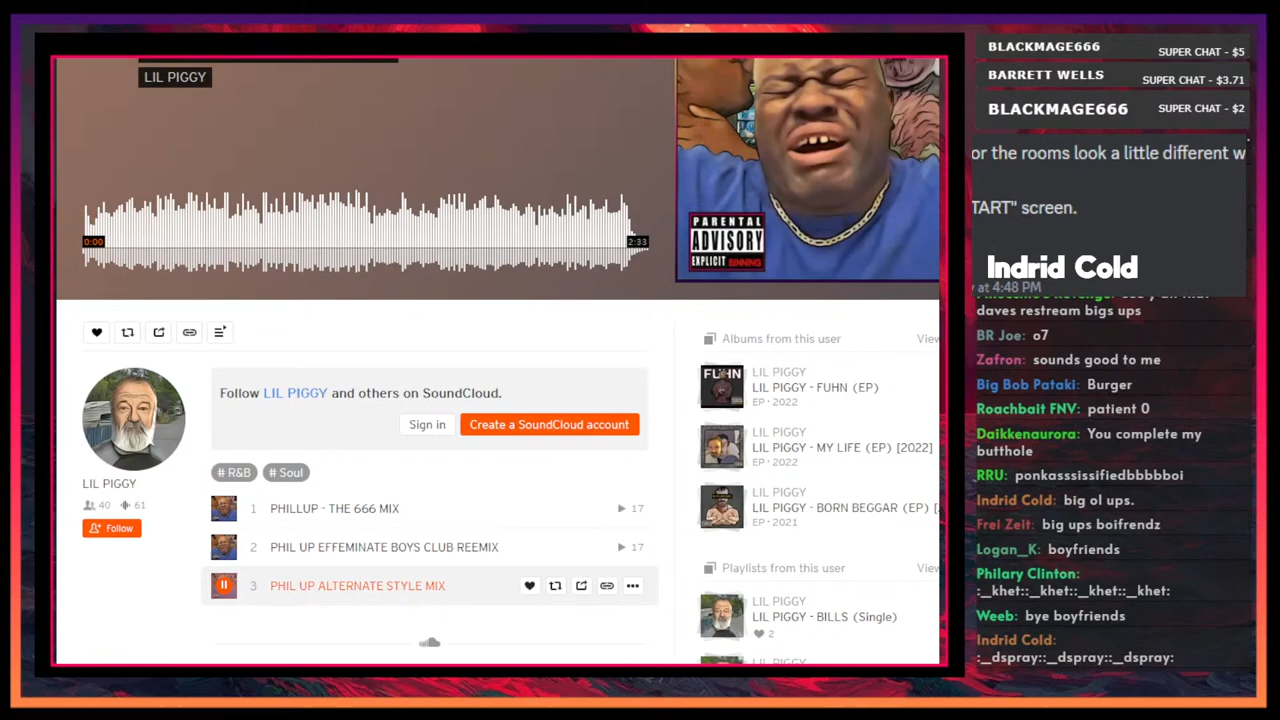 LIL PIGGY
0:00
2:33
PARENTAL
ADVISORY
EXPLICIT SINNING
Follow LIL PIGGY and others on SoundCloud.
Sign in
Create a SoundCloud account
# R&B
# Soul
LIL PIGGY
40
61
Follow
1 PHILLUP - THE 666 MIX 17
2 PHIL UP EFFEMINATE BOYS CLUB REEMIX 17
3 PHIL UP ALTERNATE STYLE MIX
Albums from this user
FUHN
LIL PIGGY
LIL PIGGY - FUHN (EP)
EP · 2022
LIL PIGGY
LIL PIGGY - MY LIFE (EP) [2022]
EP · 2022
LIL PIGGY
LIL PIGGY - BORN BEGGAR (EP) [
EP · 2021
Playlists from this user
LIL PIGGY
LIL PIGGY - BILLS (Single)
2
LIL PIGGY
BLACKMAGE666 SUPER CHAT - $5
BARRETT WELLS SUPER CHAT - $3.71
BLACKMAGE666 SUPER CHAT - $2
or the rooms look a little different w
TART" screen.
Indrid Cold
at 4:48 PM
daves restream bigs ups
BR Joe: o7
Zafron: sounds good to me
Big Bob Pataki: Burger
Roachbait FNV: patient 0
Daikkenaurora: You complete my
butthole
RRU: ponkasssissifiedbbbbboi
Indrid Cold: big ol ups.
Frei Zeit: big ups boifrendz
Logan_K: boyfriends
Philary Clinton:
:_khet::_khet::_khet:
Weeb: bye boyfriends
Indrid Cold:
:_dspray::_dspray::_dspray: